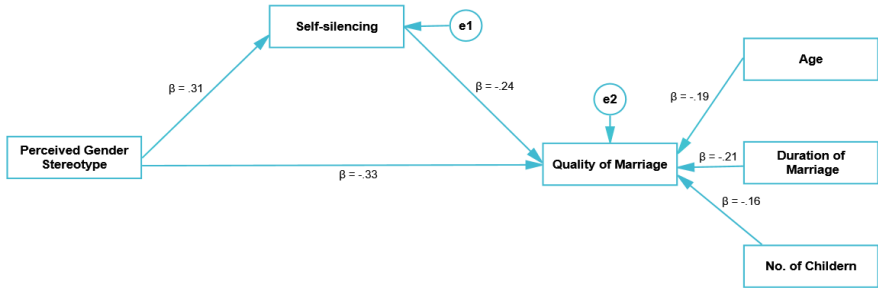 Self-silencing
e1
Age
β = .31
β = -.24
e2
β = -.19
Perceived Gender
Stereotype
β = -.33
Quality of Marriage
β = -.21
Duration of
Marriage
β = -.16
No. of Childern